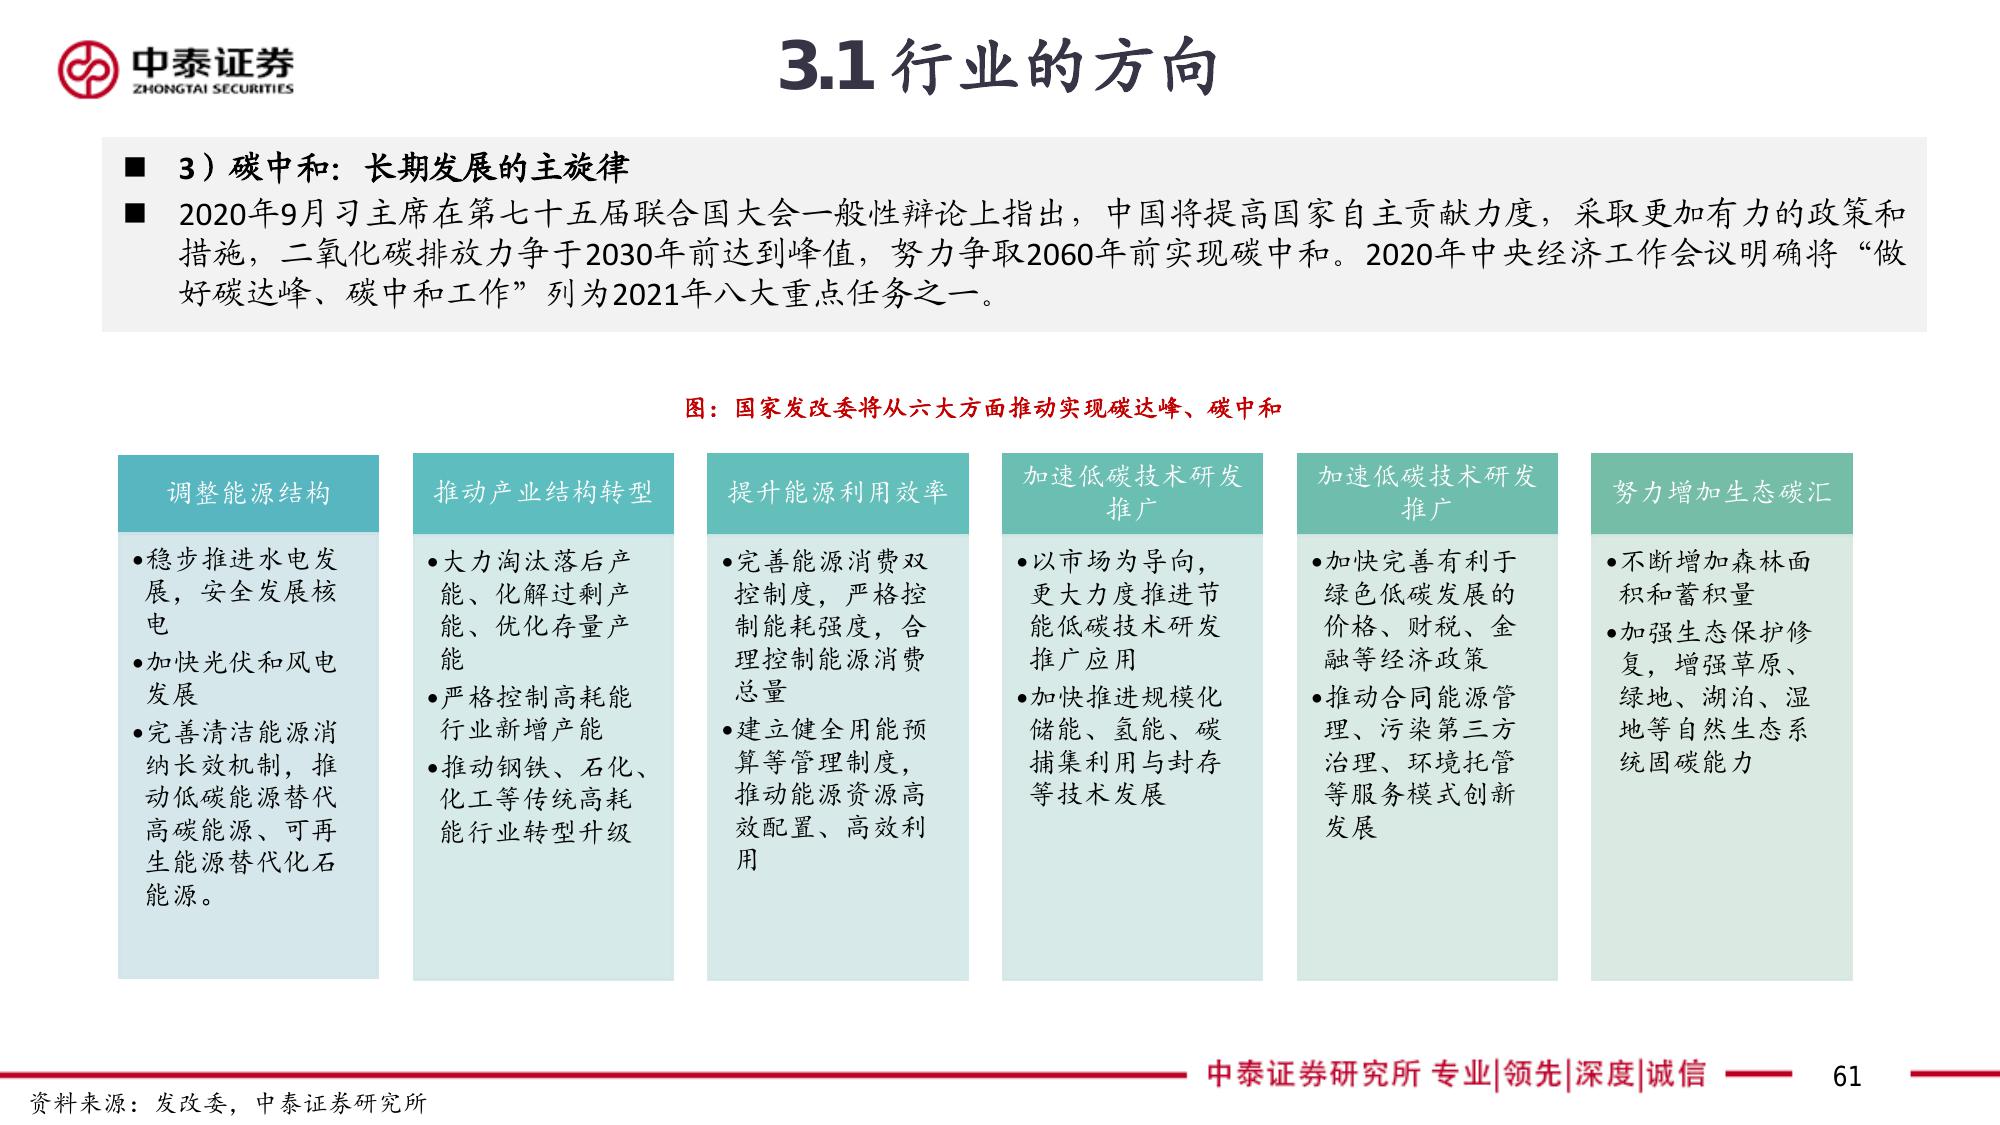 中泰证券
ZHONGTAI SECURITIES
3.1 行业的方向
■ 3）碳中和：长期发展的主旋律
■ 2020年9月习主席在第七十五届联合国大会一般性辩论上指出，中国将提高国家自主贡献力度，采取更加有力的政策和
措施，二氧化碳排放力争于2030年前达到峰值，努力争取2060年前实现碳中和。2020年中央经济工作会议明确将“做
好碳达峰、碳中和工作”列为2021年八大重点任务之一。
图：国家发改委将从六大方面推动实现碳达峰、碳中和
调整能源结构
•稳步推进水电发
展，安全发展核
电
•加快光伏和风电
发展
•完善清洁能源消
纳长效机制，推
动低碳能源替代
高碳能源、可再
生能源替代化石
能源。
推动产业结构转型
•大力淘汰落后产
能、化解过剩产
能、优化存量产
能
•严格控制高耗能
行业新增产能
•推动钢铁、石化、
化工等传统高耗
能行业转型升级
提升能源利用效率
•完善能源消费双
控制度，严格控
制能耗强度，合
理控制能源消费
总量
•建立健全用能预
算等管理制度，
推动能源资源高
效配置、高效利
用
加速低碳技术研发
推广
•以市场为导向，
更大力度推进节
能低碳技术研发
推广应用
•加快推进规模化
储能、氢能、碳
捕集利用与封存
等技术发展
加速低碳技术研发
推广
•加快完善有利于
绿色低碳发展的
价格、财税、金
融等经济政策
•推动合同能源管
理、污染第三方
治理、环境托管
等服务模式创新
发展
努力增加生态碳汇
•不断增加森林面
积和蓄积量
•加强生态保护修
复，增强草原、
绿地、湖泊、湿
地等自然生态系
统固碳能力
中泰证券研究所 专业|领先|深度|诚信
61
资料来源：发改委，中泰证券研究所